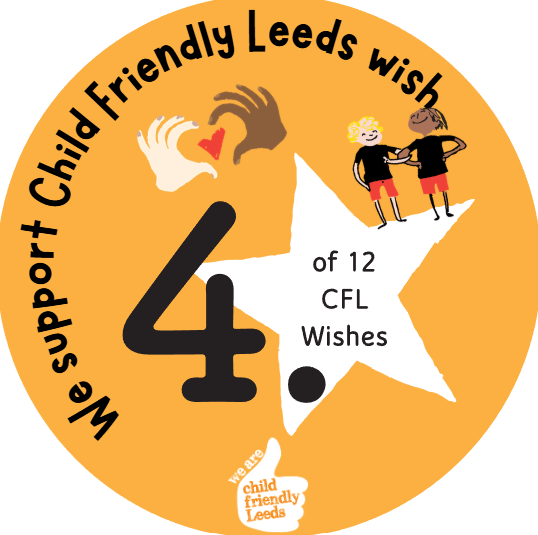 We support Child Friendly Leeds wish
4.
of 12
CFL
Wishes
we are
child
friendly
Leeds